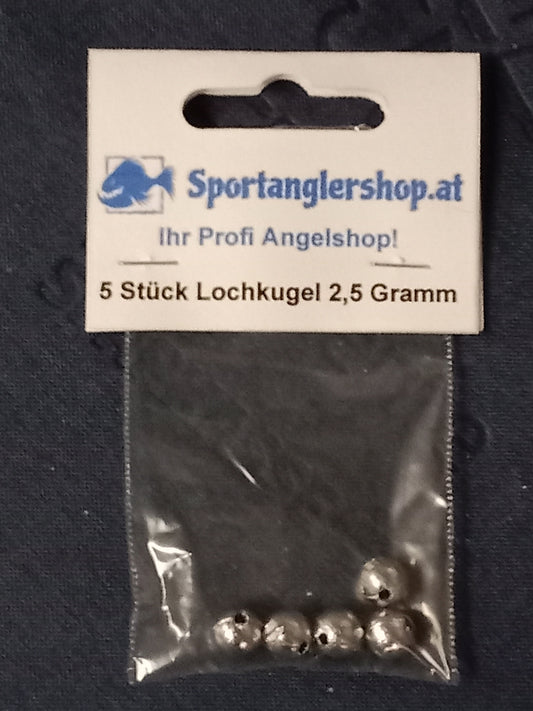 Sportanglershop.at
Ihr Profi Angelshop!
5 Stück Lochkugel 2,5 Gramm